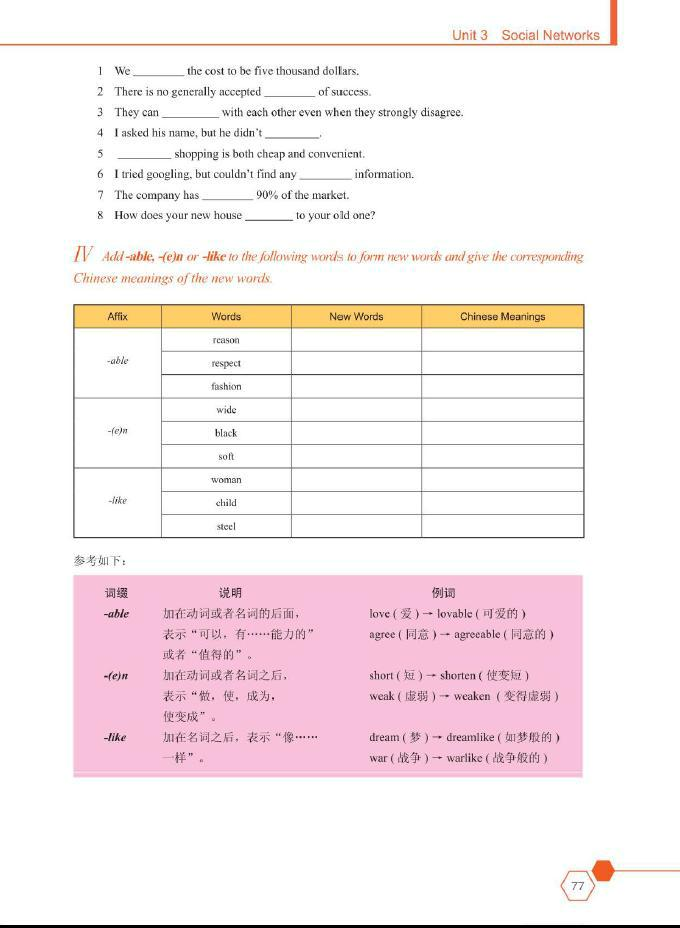 Unit 3 Social Networks
1 We ________ the cost to be five thousand dollars.
2 There is no generally accepted ________ of success.
3 They can ________ with each other even when they strongly disagree.
4 I asked his name, but he didn't ________.
5 ________ shopping is both cheap and convenient.
6 I tried googling, but couldn't find any ________ information.
7 The company has ________ 90% of the market.
8 How does your new house ________ to your old one?
IV Add -able, -(e)n or -like to the following words to form new words and give the corresponding
Chinese meanings of the new words.
Affix Words New Words Chinese Meanings
-able
reason
respect
fashion
-(e)n
wide
black
soft
-like
woman
child
steel
参考如下：
词缀 说明 例词
-able 加在动词或者名词的后面， love ( 爱 ) → lovable ( 可爱的 )
表示“可以，有……能力的” agree ( 同意 ) → agreeable ( 同意的 )
或者“值得的”。
-(e)n 加在动词或者名词之后， short ( 短 ) → shorten ( 使变短 )
表示“做，使，成为， weak ( 虚弱 ) → weaken ( 变得虚弱 )
使变成”。
-like 加在名词之后，表示“像…… dream ( 梦 ) → dreamlike ( 如梦般的 )
一样”。 war ( 战争 ) → warlike ( 战争般的 )
77